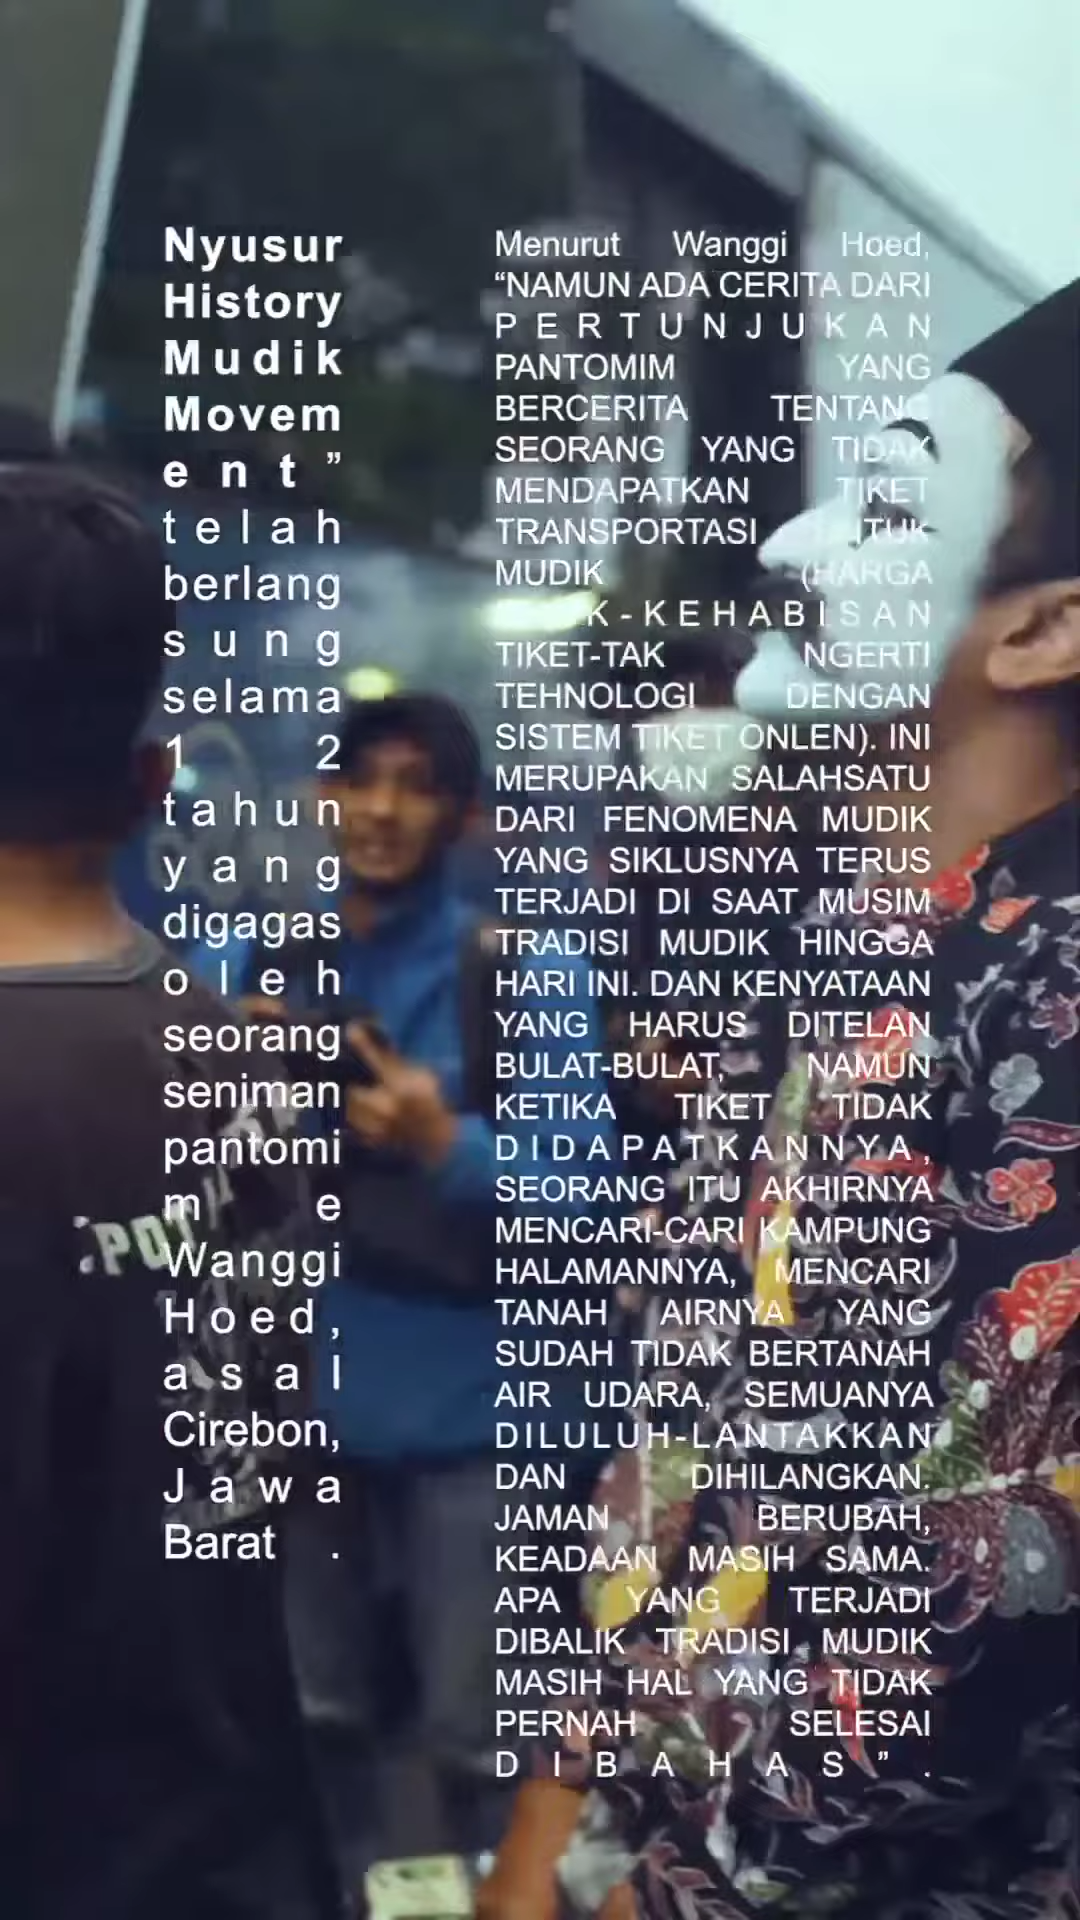 Nyusur
History
Mudik
Movem
ent”
telah
berlang
sung
selama
12
tahun
yang
digagas
oleh
seorang
seniman
pantomi
me
Wanggi
Hoed,
asal
Cirebon,
Jawa
Barat .
Menurut Wanggi Hoed,
“NAMUN ADA CERITA DARI
PERTUNJUKAN
PANTOMIM YANG
BERCERITA TENTANG
SEORANG YANG TIDAK
MENDAPATKAN TIKET
TRANSPORTASI UNTUK
MUDIK (HARGA
K-KEHABISAN
TIKET-TAK NGERTI
TEHNOLOGI DENGAN
SISTEM TIKET ONLEN). INI
MERUPAKAN SALAHSATU
DARI FENOMENA MUDIK
YANG SIKLUSNYA TERUS
TERJADI DI SAAT MUSIM
TRADISI MUDIK HINGGA
HARI INI. DAN KENYATAAN
YANG HARUS DITELAN
BULAT-BULAT, NAMUN
KETIKA TIKET TIDAK
DIDAPATKANNYA,
SEORANG ITU AKHIRNYA
MENCARI-CARI KAMPUNG
HALAMANNYA, MENCARI
TANAH AIRNYA YANG
SUDAH TIDAK BERTANAH
AIR UDARA, SEMUANYA
DILULUH-LANTAKKAN
DAN DIHILANGKAN.
JAMAN BERUBAH,
KEADAAN MASIH SAMA.
APA YANG TERJADI
DIBALIK TRADISI MUDIK
MASIH HAL YANG TIDAK
PERNAH SELESAI
DIBAHAS” .